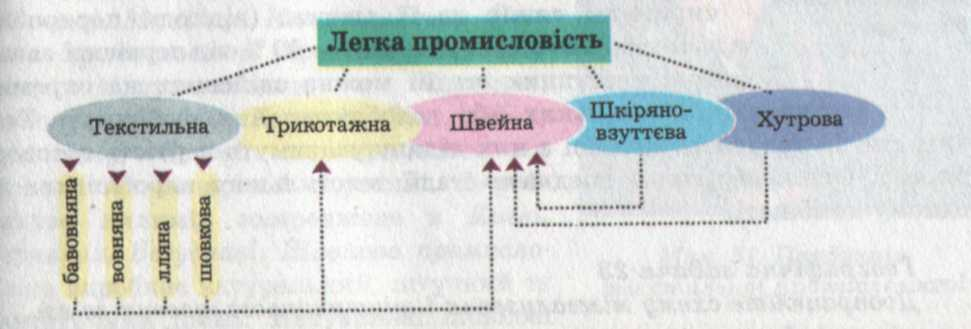 Легка промисловість
Текстильна
Трикотажна
Швейна
Шкіряно-
взуттєва
Хутрова
бавовняна
вовняна
лляна
шовкова